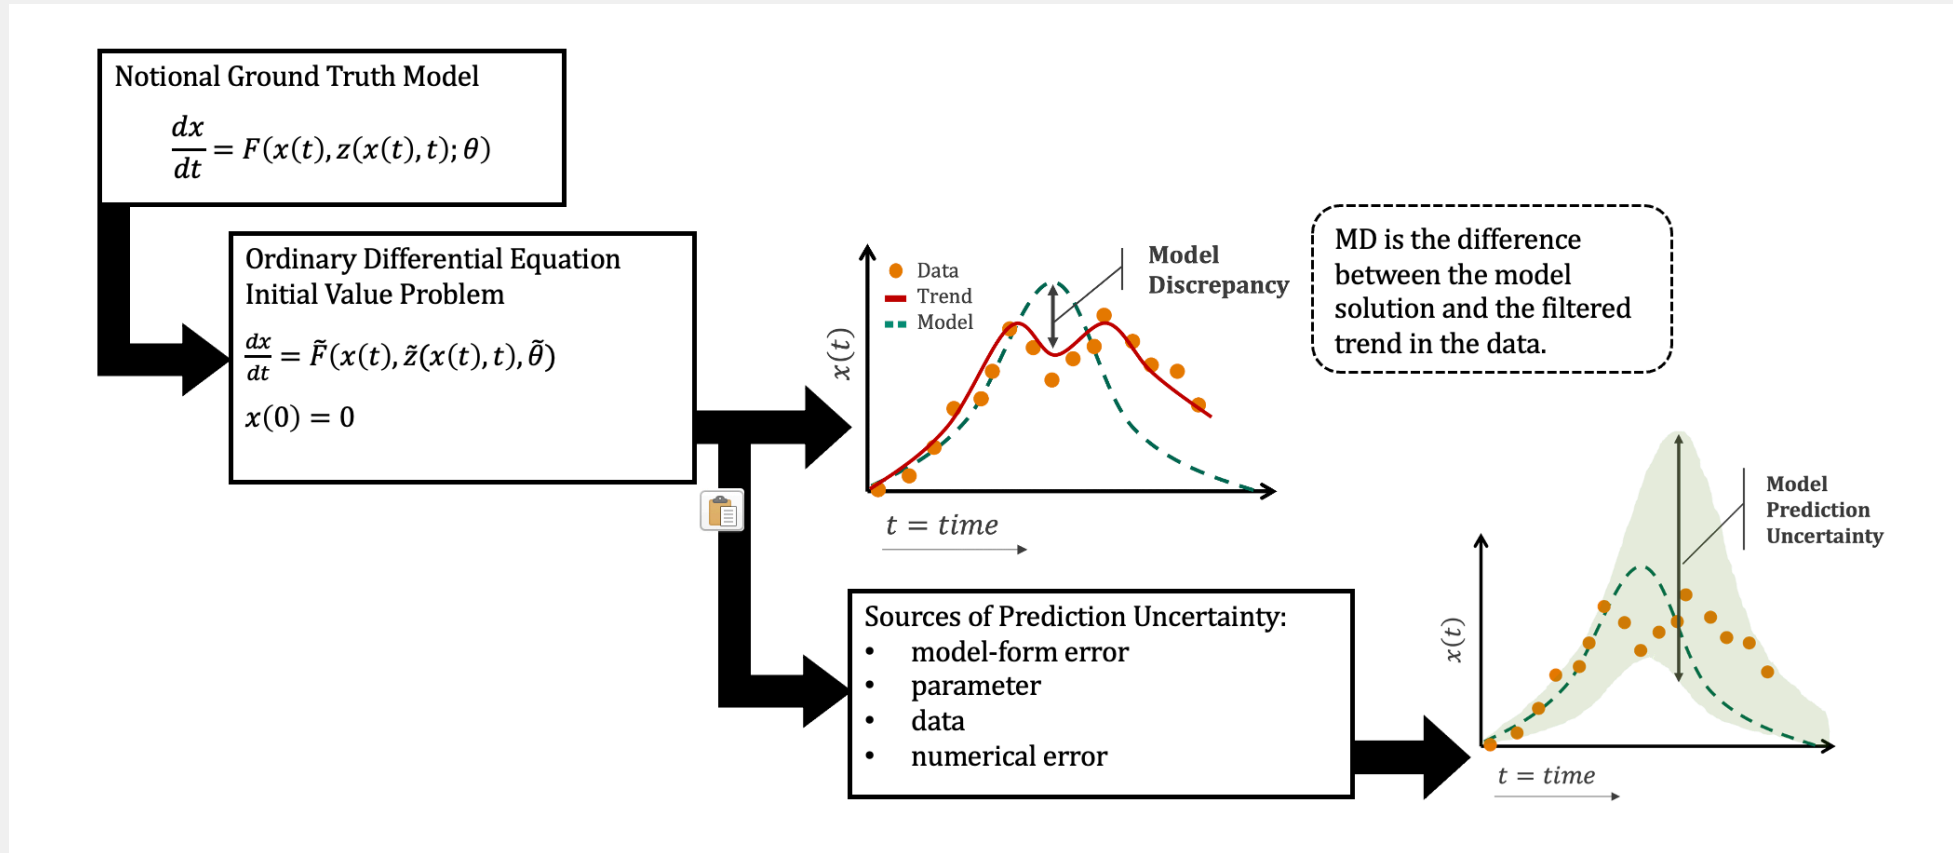 Notional Ground Truth Model
dx/dt = F(x(t), z(x(t), t); θ)
Ordinary Differential Equation
Initial Value Problem
dx/dt = F̃(x(t), z̃(x(t), t), θ̃)
x(0) = 0
Data
Trend
Model
Model
Discrepancy
x(t)
t = time
MD is the difference
between the model
solution and the filtered
trend in the data.
Sources of Prediction Uncertainty:
• model-form error
• parameter
• data
• numerical error
Model
Prediction
Uncertainty
x(t)
t = time